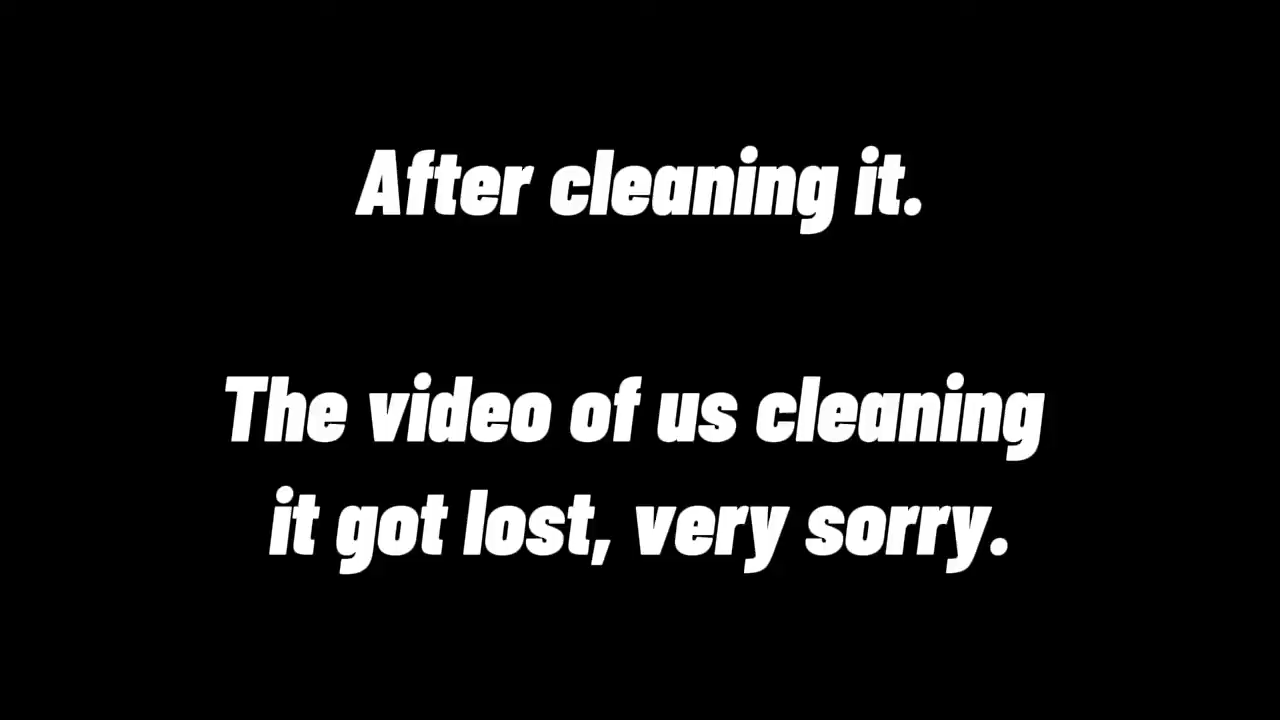 After cleaning it.
The video of us cleaning
it got lost, very sorry.